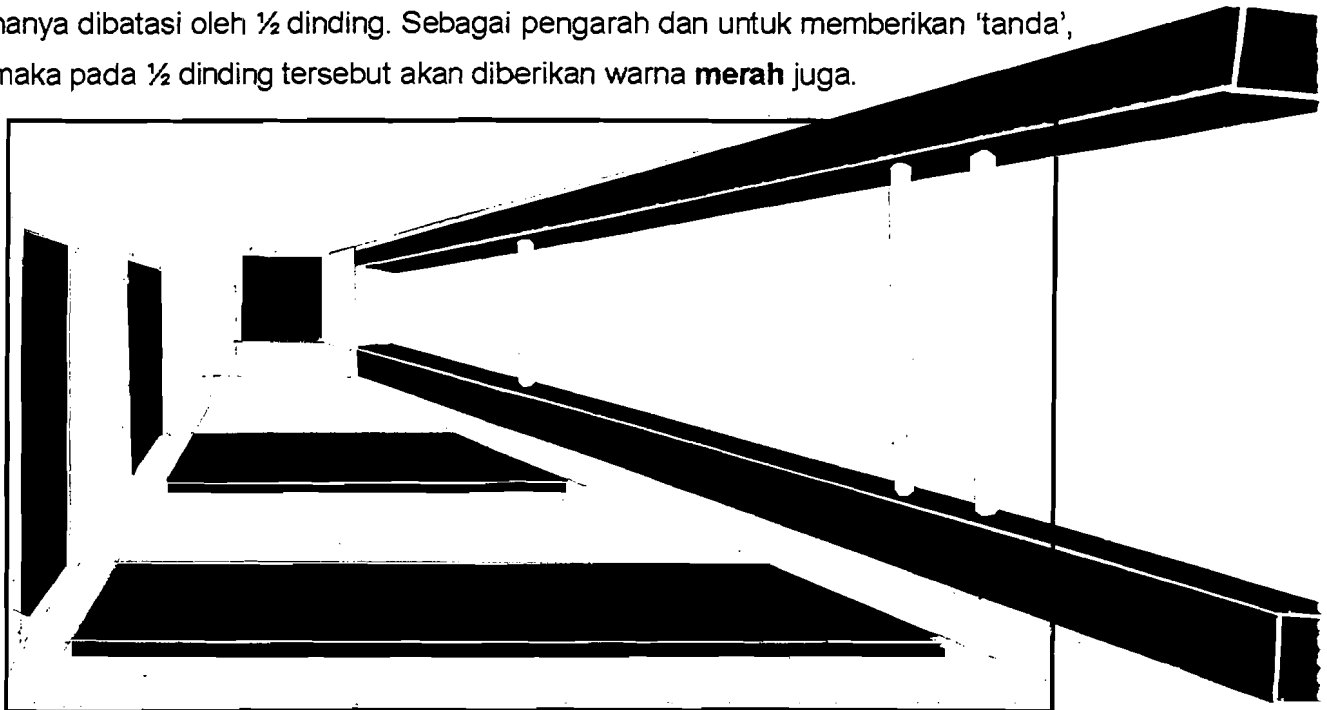 hanya dibatasi oleh ½ dinding. Sebagai pengarah dan untuk memberikan 'tanda',
maka pada ½ dinding tersebut akan diberikan warna merah juga.